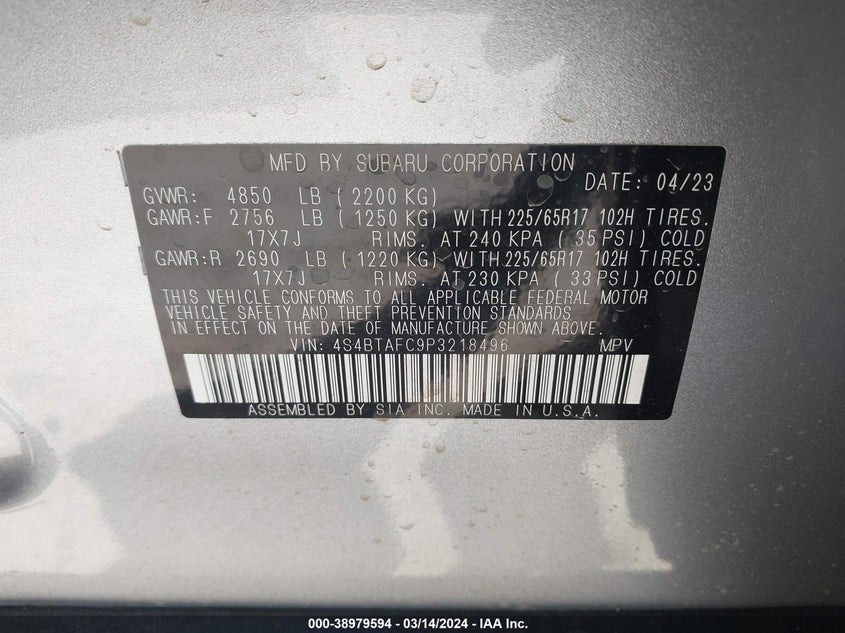 MFD BY SUBARU CORPORATION
DATE: 04/23
GVWR: 4850 LB (2200 KG)
GAWR:F 2756 LB (1250 KG) WITH 225/65R17 102H TIRES.
17X7J RIMS. AT 240 KPA (35 PSI) COLD
GAWR:R 2690 LB (1220 KG) WITH 225/65R17 102H TIRES.
17X7J RIMS. AT 230 KPA (33 PSI) COLD
THIS VEHICLE CONFORMS TO ALL APPLICABLE FEDERAL MOTOR
VEHICLE SAFETY AND THEFT PREVENTION STANDARDS
IN EFFECT ON THE DATE OF MANUFACTURE SHOWN ABOVE.
VIN: 4S4BTAFC9P3218496 MPV
ASSEMBLED BY SIA INC. MADE IN U.S.A.
000-38979594 - 03/14/2024 - IAA Inc.